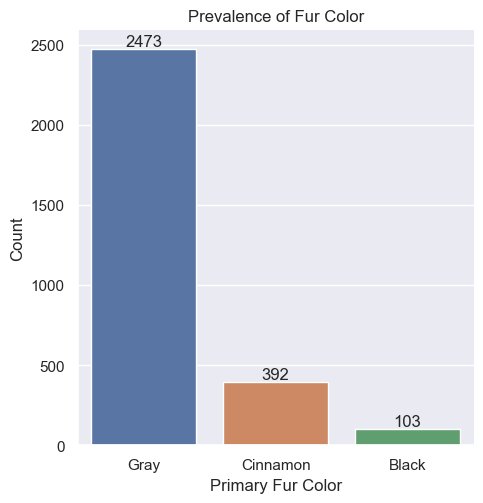 Prevalence of Fur Color
2500
2000
1500
1000
500
0
Count
2473
392
103
Gray Cinnamon Black
Primary Fur Color